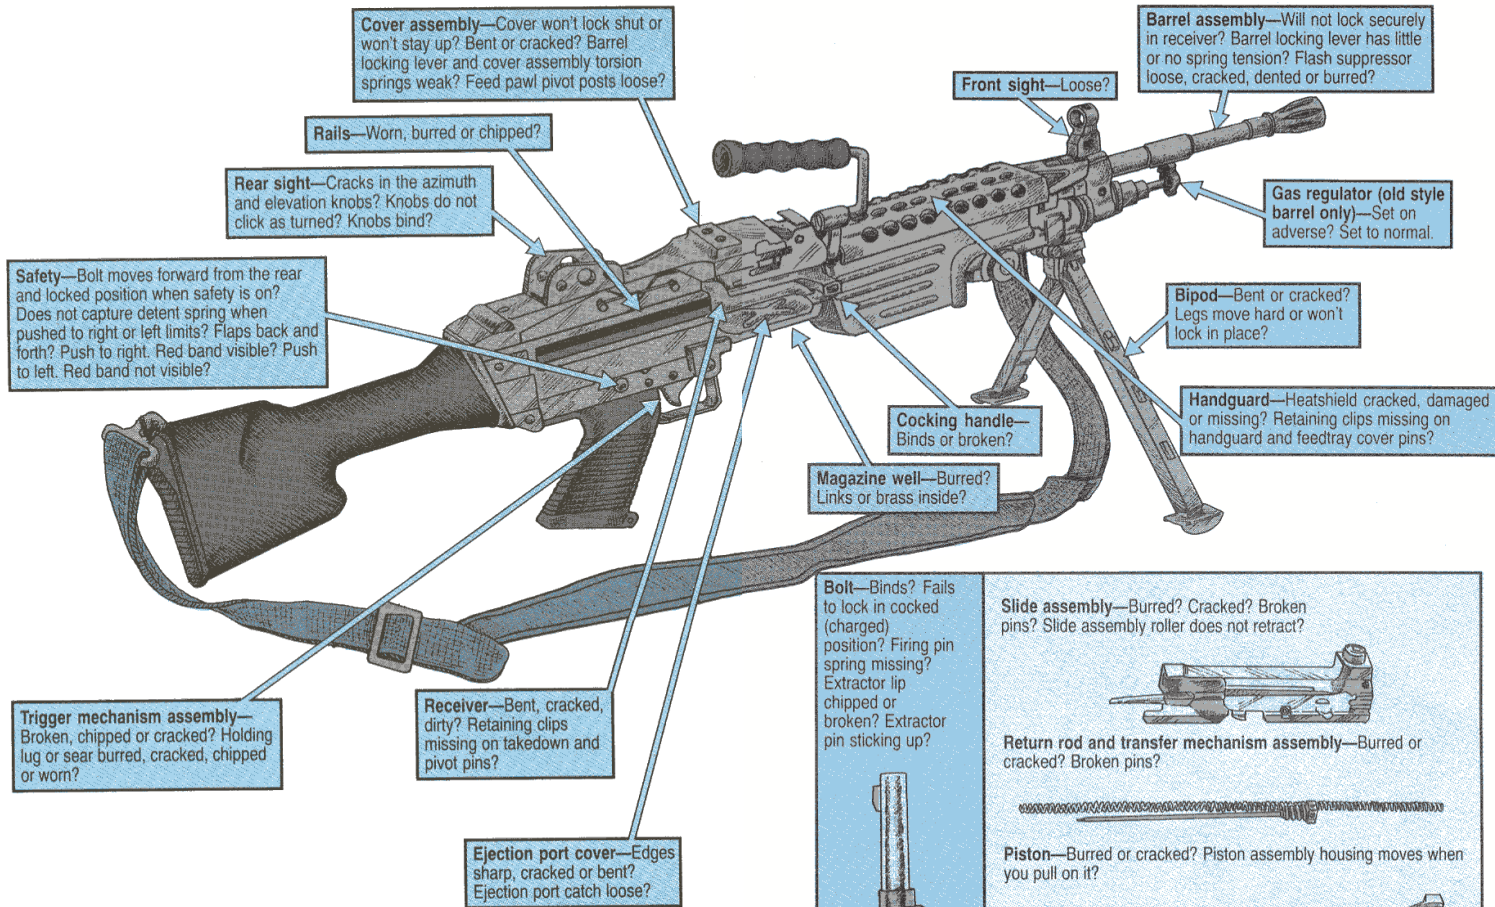 Cover assembly—Cover won't lock shut or
won't stay up? Bent or cracked? Barrel
locking lever and cover assembly torsion
springs weak? Feed pawl pivot posts loose?
Barrel assembly—Will not lock securely
in receiver? Barrel locking lever has little
or no spring tension? Flash suppressor
loose, cracked, dented or burred?
Front sight—Loose?
Rails—Worn, burred or chipped?
Rear sight—Cracks in the azimuth
and elevation knobs? Knobs do not
click as turned? Knobs bind?
Gas regulator (old style
barrel only)—Set on
adverse? Set to normal.
Safety—Bolt moves forward from the rear
and locked position when safety is on?
Does not capture detent spring when
pushed to right or left limits? Flaps back and
forth? Push to right. Red band visible? Push
to left. Red band not visible?
Bipod—Bent or cracked?
Legs move hard or won't
lock in place?
Handguard—Heatshield cracked, damaged
or missing? Retaining clips missing on
handguard and feedtray cover pins?
Cocking handle—
Binds or broken?
Magazine well—Burred?
Links or brass inside?
Trigger mechanism assembly—
Broken, chipped or cracked? Holding
lug or sear burred, cracked, chipped
or worn?
Receiver—Bent, cracked,
dirty? Retaining clips
missing on takedown and
pivot pins?
Ejection port cover—Edges
sharp, cracked or bent?
Ejection port catch loose?
Bolt—Binds? Fails
to lock in cocked
(charged)
position? Firing pin
spring missing?
Extractor lip
chipped or
broken? Extractor
pin sticking up?
Slide assembly—Burred? Cracked? Broken
pins? Slide assembly roller does not retract?
Return rod and transfer mechanism assembly—Burred or
cracked? Broken pins?
Piston—Burred or cracked? Piston assembly housing moves when
you pull on it?